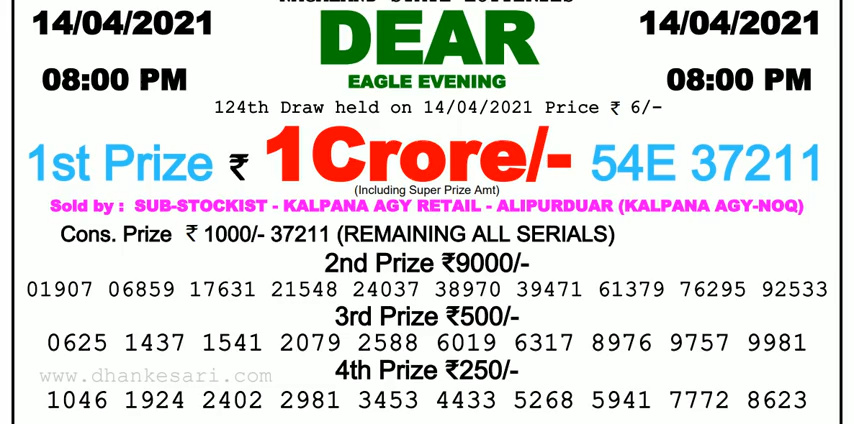 NAGALAND STATE LOTTERIES
14/04/2021 DEAR 14/04/2021
08:00 PM EAGLE EVENING 08:00 PM
124th Draw held on 14/04/2021 Price ₹ 6/-
1st Prize ₹ 1Crore/- 54E 37211
(Including Super Prize Amt)
Sold by : SUB-STOCKIST - KALPANA AGY RETAIL - ALIPURDUAR (KALPANA AGY-NOQ)
Cons. Prize ₹ 1000/- 37211 (REMAINING ALL SERIALS)
2nd Prize ₹9000/-
01907 06859 17631 21548 24037 38970 39471 61379 76295 92533
3rd Prize ₹500/-
0625 1437 1541 2079 2588 6019 6317 8976 9757 9981
www.dhankesari.com
4th Prize ₹250/-
1046 1924 2402 2981 3453 4433 5268 5941 7772 8623